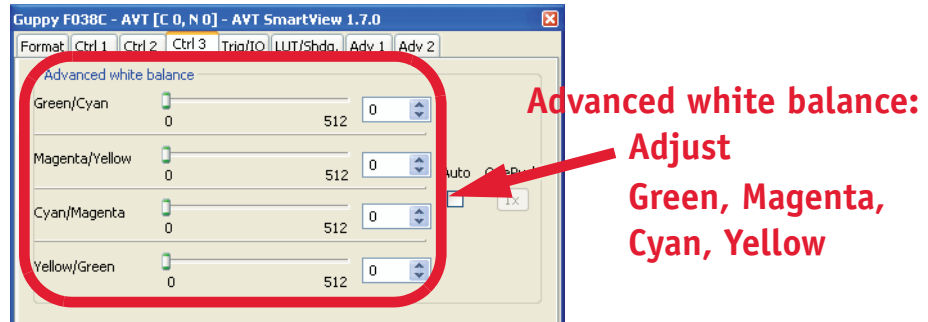 Guppy F038C - AVT [C 0, N 0] - AVT SmartView 1.7.0
Format Ctrl 1 Ctrl 2 Ctrl 3 Trig/IO LUT/Shdg. Adv 1 Adv 2
Advanced white balance
Green/Cyan 0
0 512
Magenta/Yellow 0
0 512
Auto
1x
Cyan/Magenta 0
0 512
Yellow/Green 0
0 512
Advanced white balance:
Adjust
Green, Magenta,
Cyan, Yellow